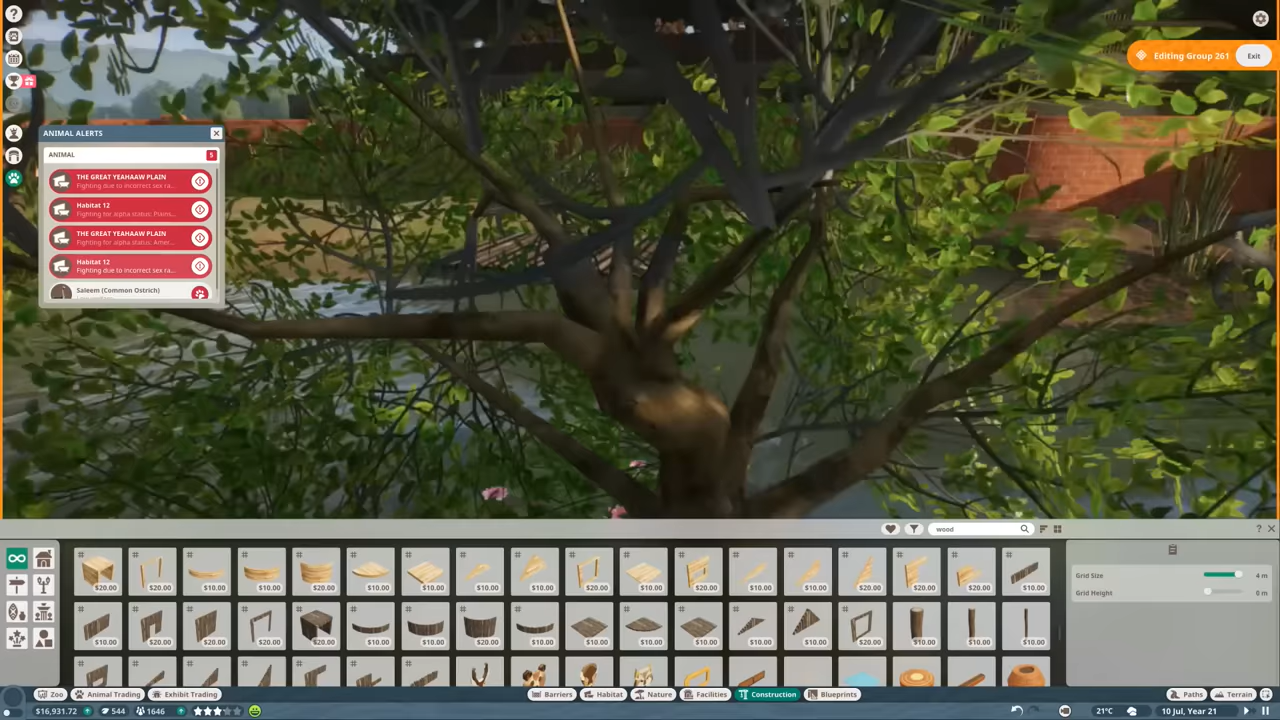 Editing Group 261
Exit
ANIMAL ALERTS
ANIMAL
5
THE GREAT YEAHAAW PLAIN
Fighting due to incorrect sex ra...
Habitat 12
Fighting for alpha status: Plains...
THE GREAT YEAHAAW PLAIN
Fighting for alpha status: Amer...
Habitat 12
Fighting due to incorrect sex ra...
Saleem (Common Ostrich)
wood
?
$20.00 $20.00 $10.00 $20.00 $20.00 $10.00 $10.00 $10.00 $20.00 $20.00 $10.00 $20.00 $10.00 $10.00 $20.00 $20.00 $20.00 $10.00
$10.00 $20.00 $20.00 $20.00 $20.00 $10.00 $10.00 $20.00 $10.00 $10.00 $10.00 $10.00 $10.00 $10.00 $20.00 $10.00 $10.00 $10.00
Grid Size 4 m
Grid Height 0 m
Zoo Animal Trading Exhibit Trading Barriers Habitat Nature Facilities Construction Blueprints Paths Terrain
$16,931.72 544 1646 21°C 10 Jul, Year 21